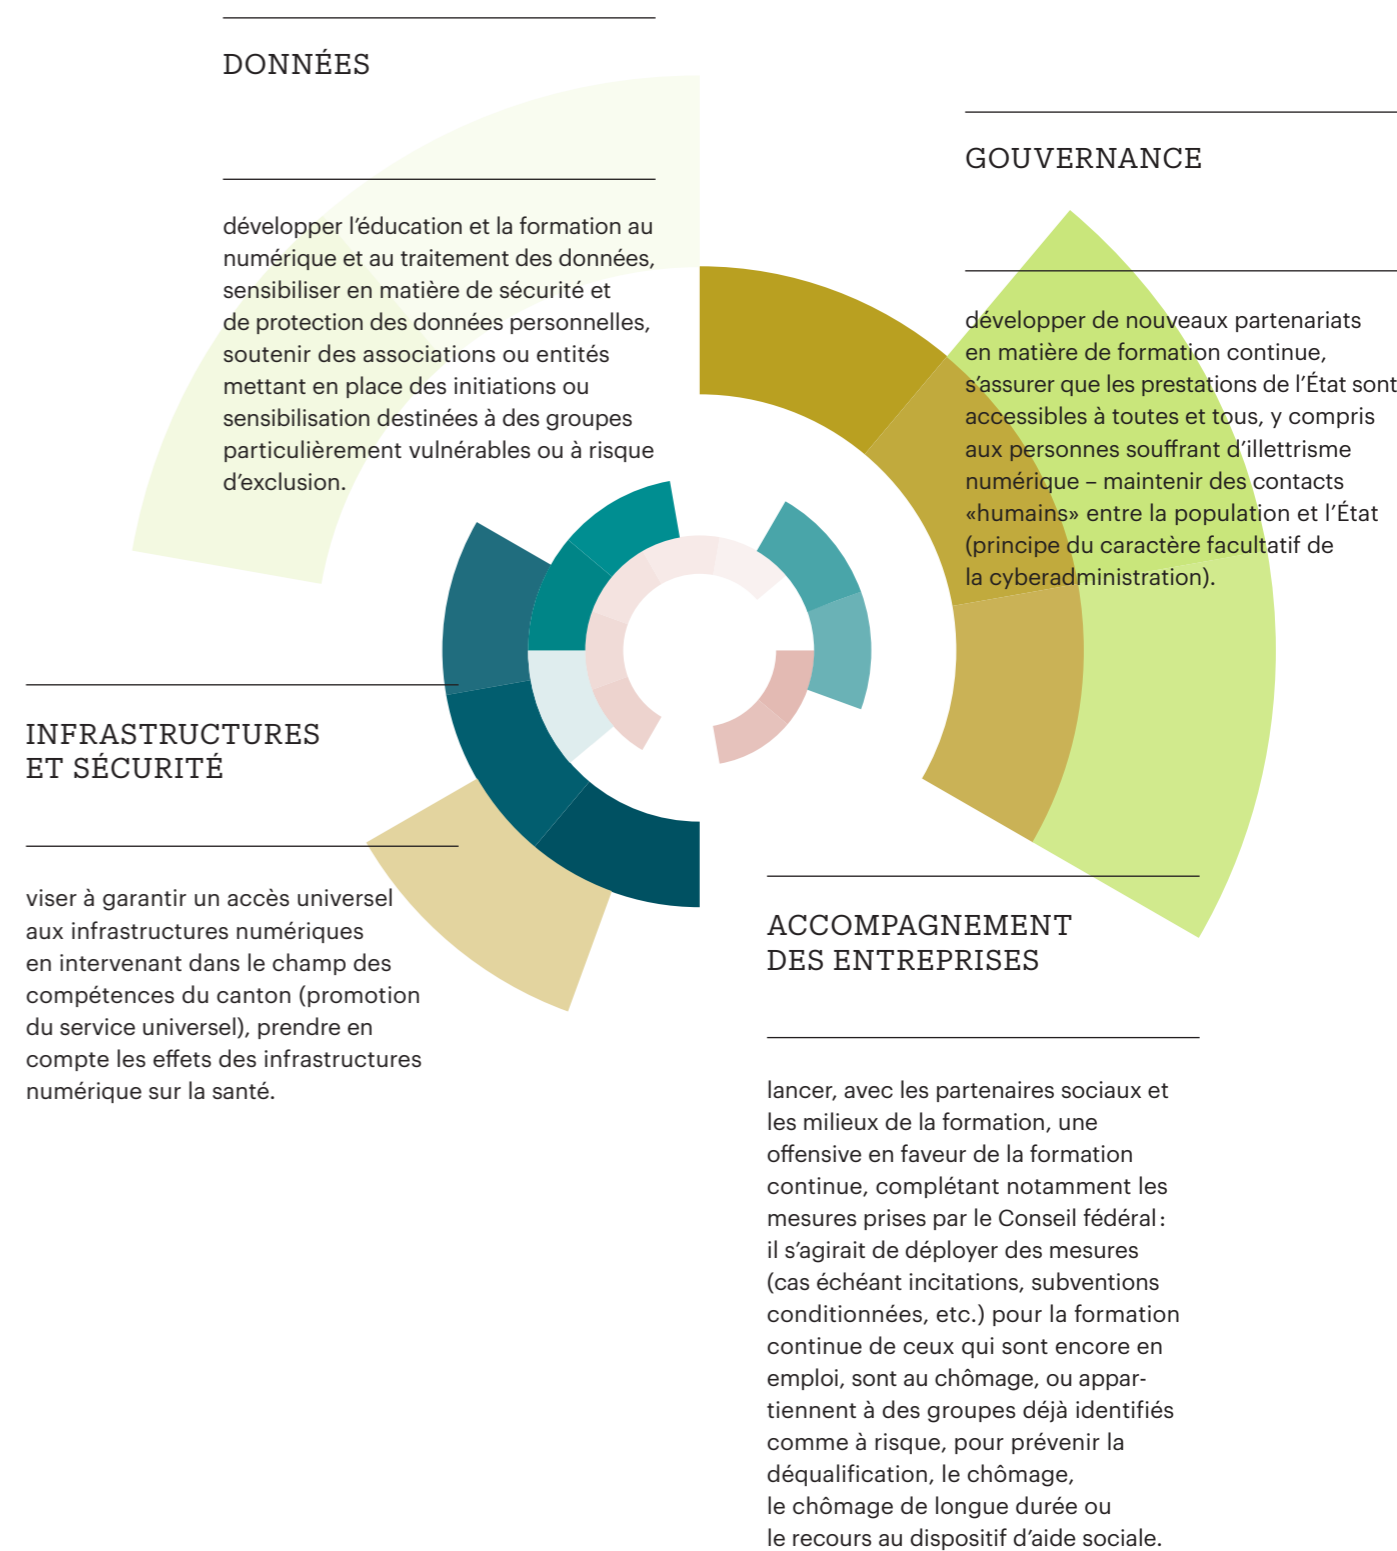 DONNÉES
développer l’éducation et la formation au
numérique et au traitement des données,
sensibiliser en matière de sécurité et
de protection des données personnelles,
soutenir des associations ou entités
mettant en place des initiations ou
sensibilisation destinées à des groupes
particulièrement vulnérables ou à risque
d’exclusion.
GOUVERNANCE
développer de nouveaux partenariats
en matière de formation continue,
s’assurer que les prestations de l’État sont
accessibles à toutes et tous, y compris
aux personnes souffrant d’illettrisme
numérique – maintenir des contacts
«humains» entre la population et l’État
(principe du caractère facultatif de
la cyberadministration).
INFRASTRUCTURES
ET SÉCURITÉ
viser à garantir un accès universel
aux infrastructures numériques
en intervenant dans le champ des
compétences du canton (promotion
du service universel), prendre en
compte les effets des infrastructures
numérique sur la santé.
ACCOMPAGNEMENT
DES ENTREPRISES
lancer, avec les partenaires sociaux et
les milieux de la formation, une
offensive en faveur de la formation
continue, complétant notamment les
mesures prises par le Conseil fédéral :
il s’agirait de déployer des mesures
(cas échéant incitations, subventions
conditionnées, etc.) pour la formation
continue de ceux qui sont encore en
emploi, sont au chômage, ou appar-
tiennent à des groupes déjà identifiés
comme à risque, pour prévenir la
déqualification, le chômage,
le chômage de longue durée ou
le recours au dispositif d’aide sociale.